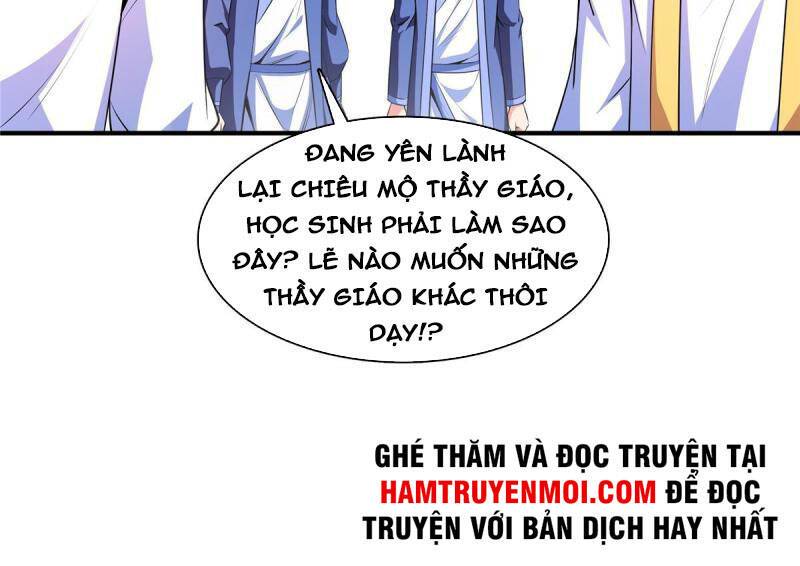 ĐANG YÊN LÀNH
LẠI CHIÊU MỘ THẦY GIÁO,
HỌC SINH PHẢI LÀM SAO
ĐÂY? LẼ NÀO MUỐN NHỮNG
THẦY GIÁO KHÁC THÔI
DẠY!?
GHÉ THĂM VÀ ĐỌC TRUYỆN TẠI
HAMTRUYENMOI.COM ĐỂ ĐỌC
TRUYỆN VỚI BẢN DỊCH HAY NHẤT